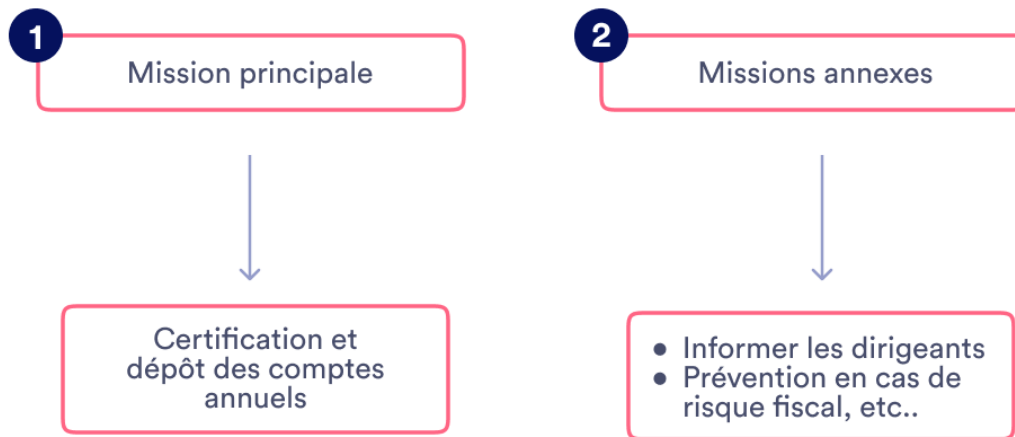 1
Mission principale
Certification et
dépôt des comptes
annuels
2
Missions annexes
● Informer les dirigeants
● Prévention en cas de
risque fiscal, etc..